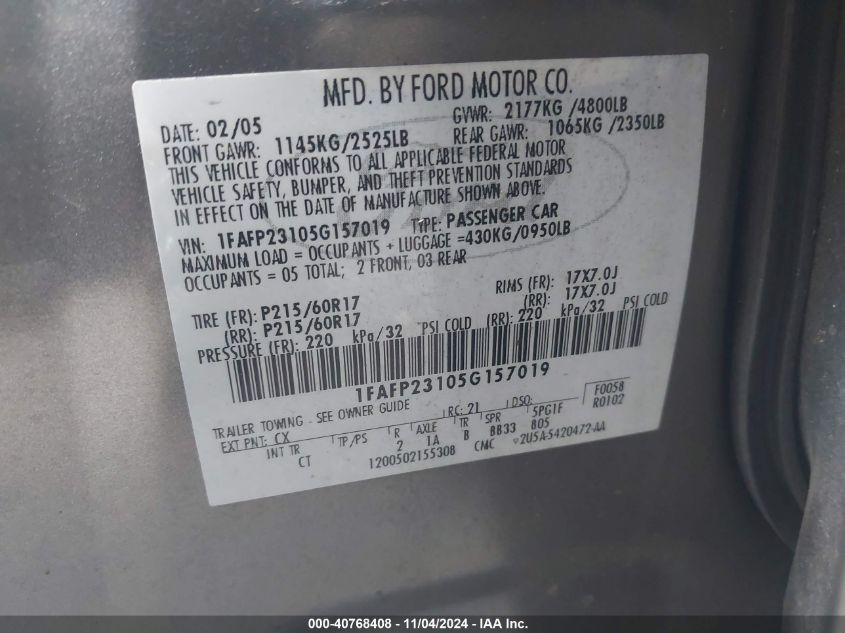 MFD. BY FORD MOTOR CO.
DATE: 02/05 GVWR: 2177KG /4800LB
FRONT GAWR: 1145KG/2525LB REAR GAWR: 1065KG /2350LB
THIS VEHICLE CONFORMS TO ALL APPLICABLE FEDERAL MOTOR
VEHICLE SAFETY, BUMPER, AND THEFT PREVENTION STANDARDS
IN EFFECT ON THE DATE OF MANUFACTURE SHOWN ABOVE.
VIN: 1FAFP23105G157019 TYPE: PASSENGER CAR
MAXIMUM LOAD = OCCUPANTS + LUGGAGE =430KG/0950LB
OCCUPANTS = 05 TOTAL; 2 FRONT, 03 REAR
TIRE (FR): P215/60R17 RIMS (FR): 17X7.0J
(RR): P215/60R17 (RR): 17X7.0J
PRESSURE (FR): 220 kPa/32 PSI COLD (RR): 220 kPa/32 PSI COLD
1FAFP23105G157019
TRAILER TOWING - SEE OWNER GUIDE F0058
EXT PNT: CX RC: 21 DSO: R0102
INT TR TP/PS R AXLE TR SPR 5PG1F
CT 2 1A B BB33 805
1200502155308 CMC 2U5A-5420472-AA
000-40768408 - 11/04/2024 - IAA Inc.